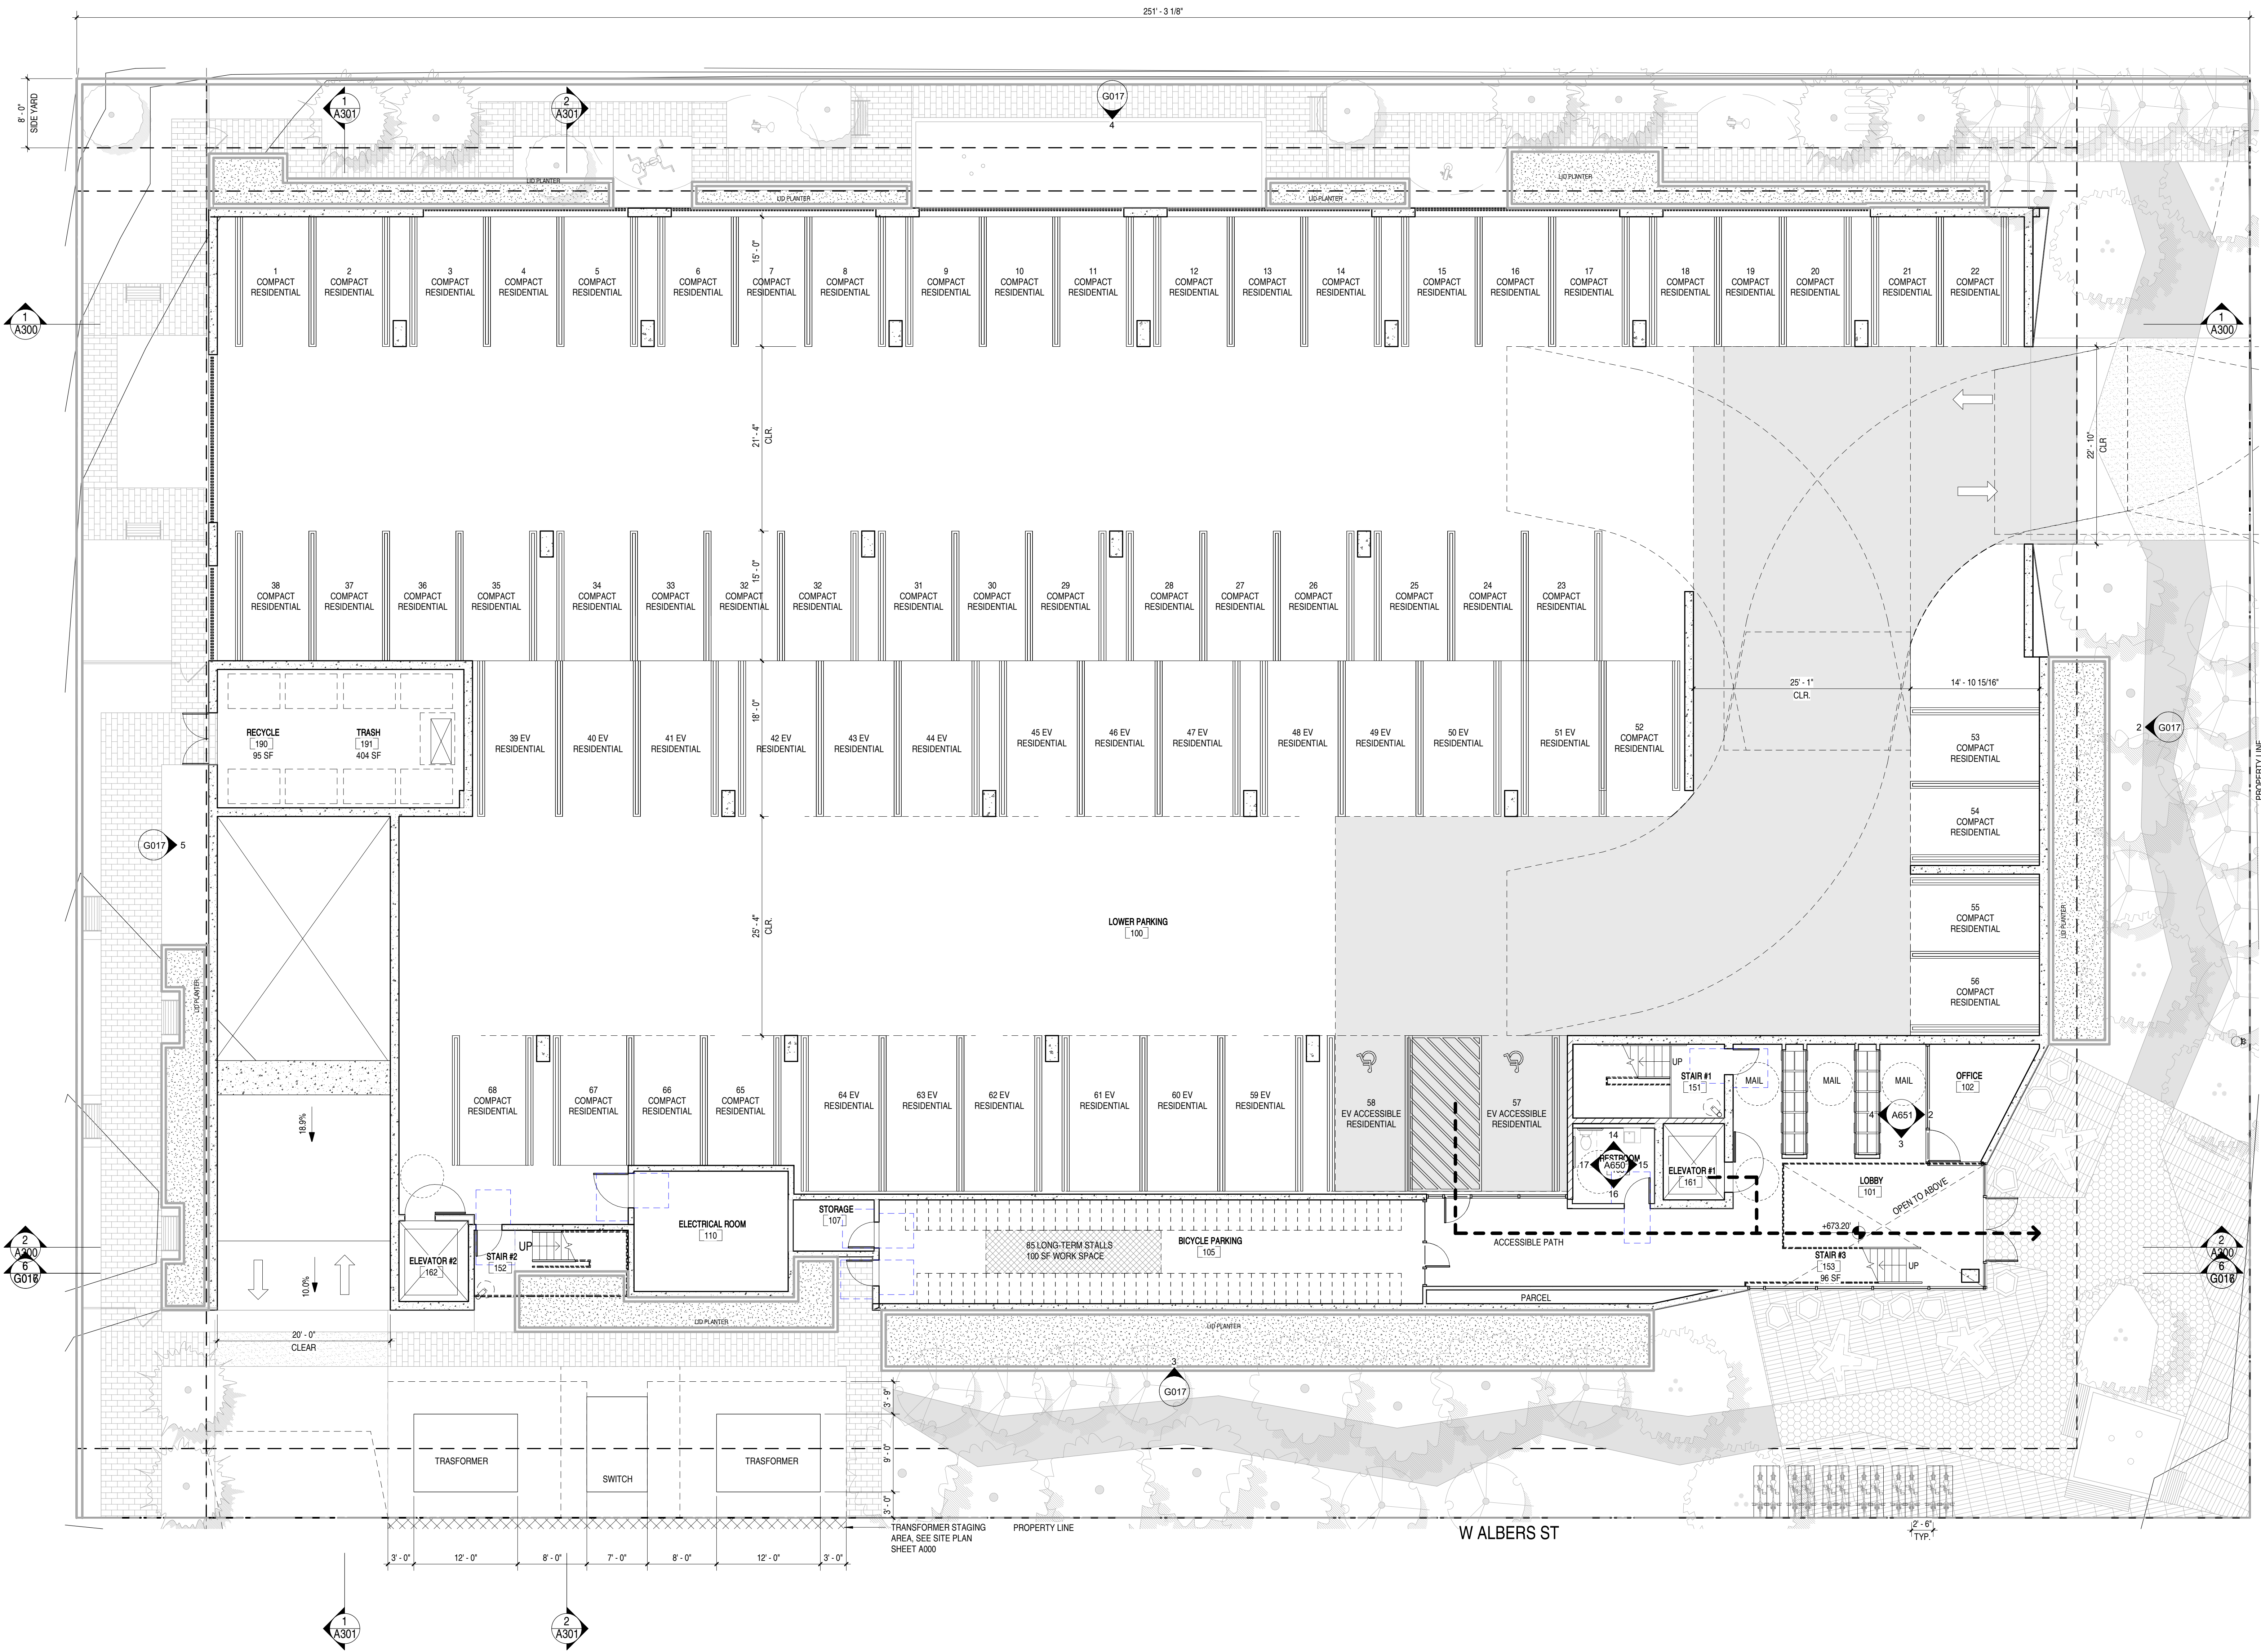 251' - 3 1/8"
8' - 0"
SIDE YARD
1
A301
2
A301
G017
4
LID PLANTER
LID PLANTER
LID PLANTER
LID PLANTER
15' - 0"
1
COMPACT
RESIDENTIAL
2
COMPACT
RESIDENTIAL
3
COMPACT
RESIDENTIAL
4
COMPACT
RESIDENTIAL
5
COMPACT
RESIDENTIAL
6
COMPACT
RESIDENTIAL
7
COMPACT
RESIDENTIAL
8
COMPACT
RESIDENTIAL
9
COMPACT
RESIDENTIAL
10
COMPACT
RESIDENTIAL
11
COMPACT
RESIDENTIAL
12
COMPACT
RESIDENTIAL
13
COMPACT
RESIDENTIAL
14
COMPACT
RESIDENTIAL
15
COMPACT
RESIDENTIAL
16
COMPACT
RESIDENTIAL
17
COMPACT
RESIDENTIAL
18
COMPACT
RESIDENTIAL
19
COMPACT
RESIDENTIAL
20
COMPACT
RESIDENTIAL
21
COMPACT
RESIDENTIAL
22
COMPACT
RESIDENTIAL
1
A300
1
A300
21' - 4"
CLR.
22' - 10"
CLR
15' - 0"
38
COMPACT
RESIDENTIAL
37
COMPACT
RESIDENTIAL
36
COMPACT
RESIDENTIAL
35
COMPACT
RESIDENTIAL
34
COMPACT
RESIDENTIAL
33
COMPACT
RESIDENTIAL
32
COMPACT
RESIDENTIAL
32
COMPACT
RESIDENTIAL
31
COMPACT
RESIDENTIAL
30
COMPACT
RESIDENTIAL
29
COMPACT
RESIDENTIAL
28
COMPACT
RESIDENTIAL
27
COMPACT
RESIDENTIAL
26
COMPACT
RESIDENTIAL
25
COMPACT
RESIDENTIAL
24
COMPACT
RESIDENTIAL
23
COMPACT
RESIDENTIAL
25' - 1"
CLR.
14' - 10 15/16"
RECYCLE
190
95 SF
TRASH
191
404 SF
18' - 0"
39 EV
RESIDENTIAL
40 EV
RESIDENTIAL
41 EV
RESIDENTIAL
42 EV
RESIDENTIAL
43 EV
RESIDENTIAL
44 EV
RESIDENTIAL
45 EV
RESIDENTIAL
46 EV
RESIDENTIAL
47 EV
RESIDENTIAL
48 EV
RESIDENTIAL
49 EV
RESIDENTIAL
50 EV
RESIDENTIAL
51 EV
RESIDENTIAL
52
COMPACT
RESIDENTIAL
53
COMPACT
RESIDENTIAL
2
G017
PROPERTY LINE
54
COMPACT
RESIDENTIAL
G017
5
25' - 4"
CLR.
LOWER PARKING
100
55
COMPACT
RESIDENTIAL
LID PLANTER
56
COMPACT
RESIDENTIAL
LID PLANTER
18.9%
68
COMPACT
RESIDENTIAL
67
COMPACT
RESIDENTIAL
66
COMPACT
RESIDENTIAL
65
COMPACT
RESIDENTIAL
64 EV
RESIDENTIAL
63 EV
RESIDENTIAL
62 EV
RESIDENTIAL
61 EV
RESIDENTIAL
60 EV
RESIDENTIAL
59 EV
RESIDENTIAL
58
EV ACCESSIBLE
RESIDENTIAL
57
EV ACCESSIBLE
RESIDENTIAL
UP
STAIR #1
151
MAIL
MAIL
MAIL
OFFICE
102
4
A651
2
3
14
17
RESTROOM
A650
15
16
ELEVATOR #1
161
LOBBY
101
OPEN TO ABOVE
+673.20'
ACCESSIBLE PATH
STAIR #3
153
96 SF
UP
PARCEL
STORAGE
107
ELECTRICAL ROOM
110
BICYCLE PARKING
105
85 LONG-TERM STALLS
100 SF WORK SPACE
UP
STAIR #2
152
ELEVATOR #2
162
10.0%
2
A300
6
2
A300
6
LID PLANTER
LID PLANTER
20' - 0"
CLEAR
3
G017
3' - 9"
9' - 0"
3' - 0"
TRASFORMER
SWITCH
TRASFORMER
TRANSFORMER STAGING
AREA, SEE SITE PLAN
SHEET A000
PROPERTY LINE
W ALBERS ST
2' - 6"
TYP.
3' - 0"
12' - 0"
8' - 0"
7' - 0"
8' - 0"
12' - 0"
3' - 0"
1
A301
2
A301